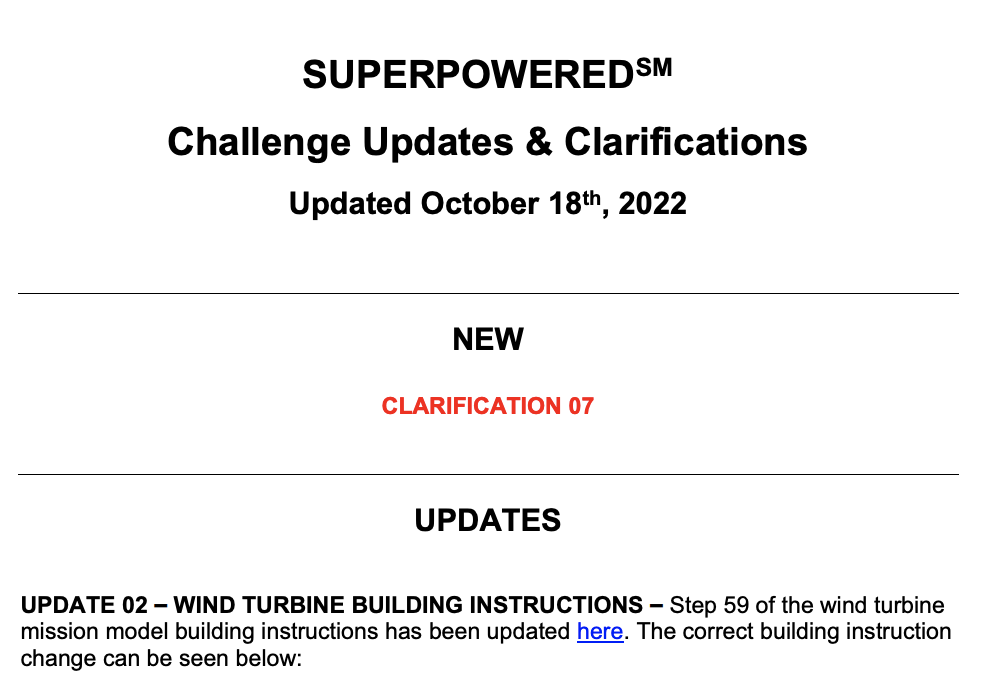 SUPERPOWERED℠
Challenge Updates & Clarifications
Updated October 18th, 2022
NEW
CLARIFICATION 07
UPDATES
UPDATE 02 – WIND TURBINE BUILDING INSTRUCTIONS – Step 59 of the wind turbine
mission model building instructions has been updated here. The correct building instruction
change can be seen below: